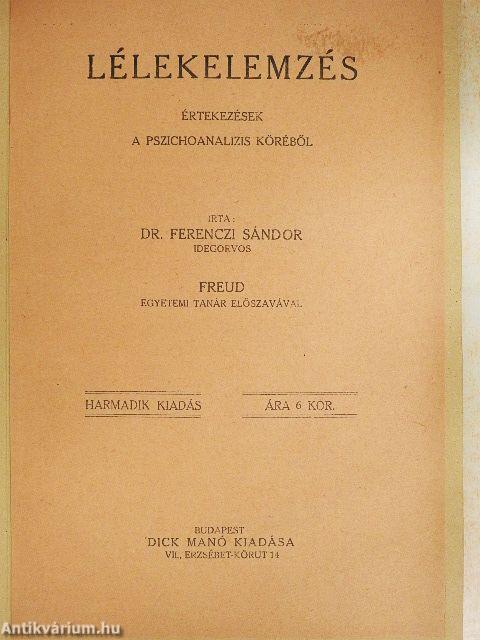 LÉLEKELEMZÉS
ÉRTEKEZÉSEK
A PSZICHOANALIZIS KÖRÉBŐL
IRTA:
DR. FERENCZI SÁNDOR
IDEGORVOS
FREUD
EGYETEMI TANÁR ELŐSZAVÁVAL
HARMADIK KIADÁS
ÁRA 6 KOR.
BUDAPEST
DICK MANÓ KIADÁSA
VII., ERZSÉBET-KÖRUT 14
Antikvárium.hu